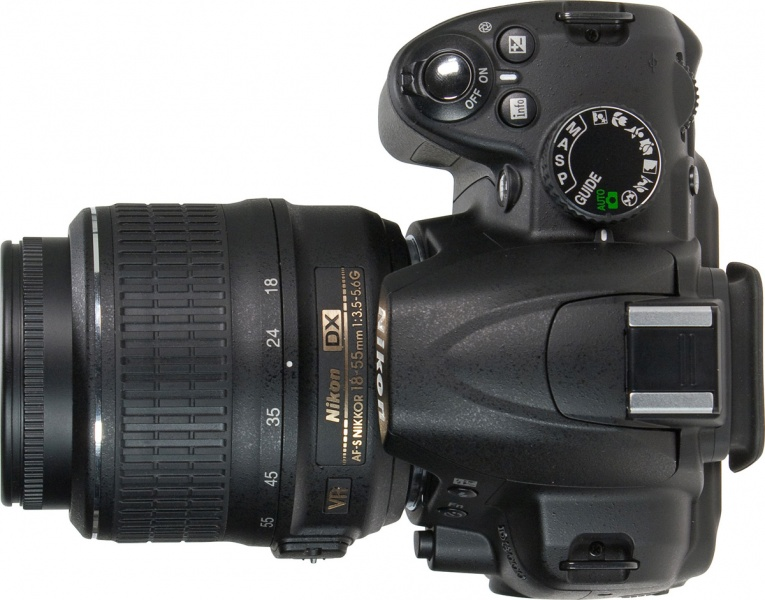 OFF ON
info
M
A
S
P
GUIDE
AUTO
18
24
35
45
55
Nikon DX
AF-S NIKKOR 18-55mm 1:3.5-5.6G
VR
Nikon